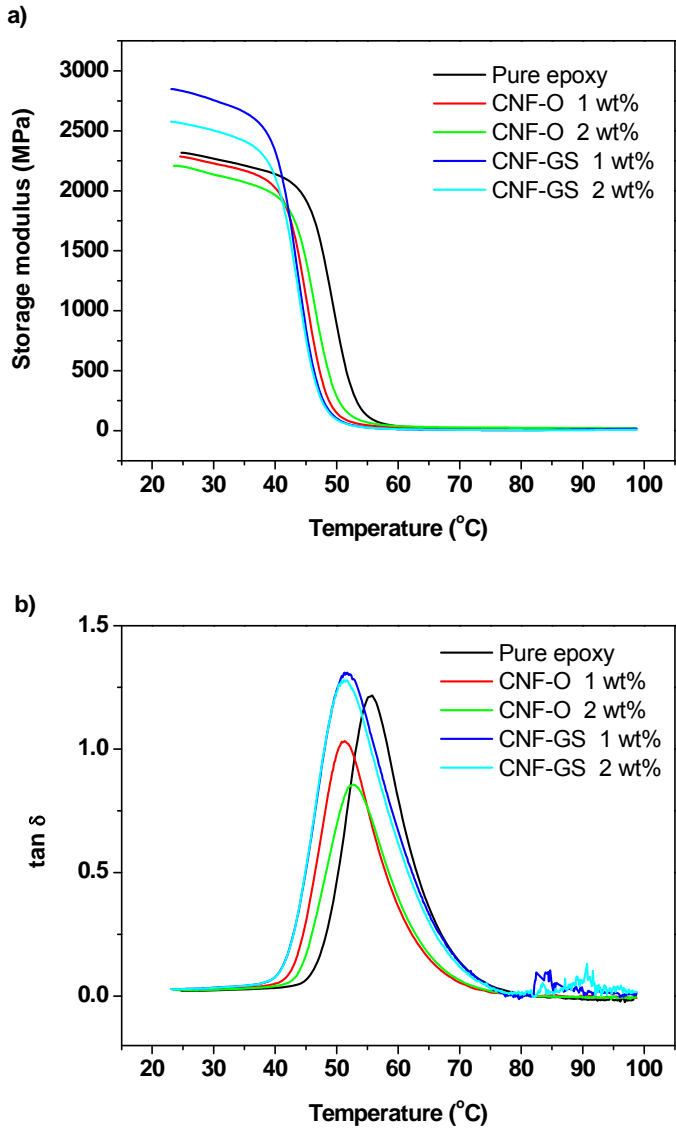 a)
3000
2500
2000
1500
1000
500
0
Storage modulus (MPa)
Pure epoxy
CNF-O 1 wt%
CNF-O 2 wt%
CNF-GS 1 wt%
CNF-GS 2 wt%
20 30 40 50 60 70 80 90 100
Temperature (°C)
b)
1.5
1.0
0.5
0.0
tan δ
Pure epoxy
CNF-O 1 wt%
CNF-O 2 wt%
CNF-GS 1 wt%
CNF-GS 2 wt%
20 30 40 50 60 70 80 90 100
Temperature (°C)